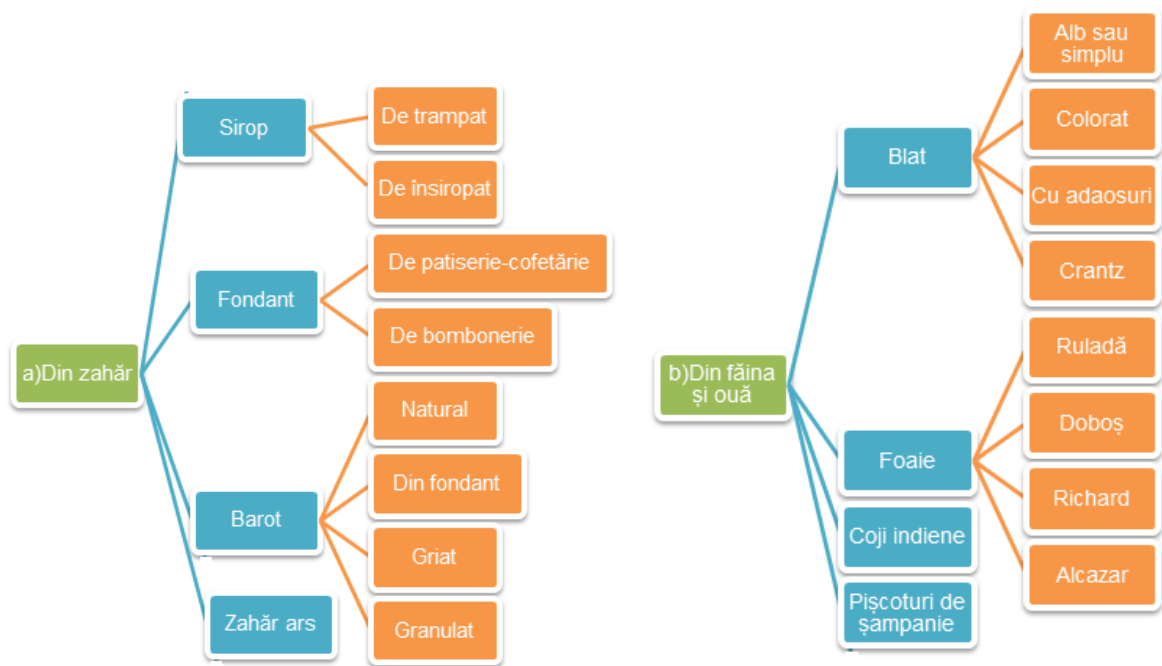 a)Din zahăr
Sirop
De trampat
De însiropat
Fondant
De patiserie-cofetărie
De bombonerie
Barot
Natural
Din fondant
Griat
Granulat
Zahăr ars
b)Din făina
și ouă
Blat
Alb sau
simplu
Colorat
Cu adaosuri
Crantz
Foaie
Ruladă
Doboș
Richard
Alcazar
Coji indiene
Pișcoturi de
șampanie